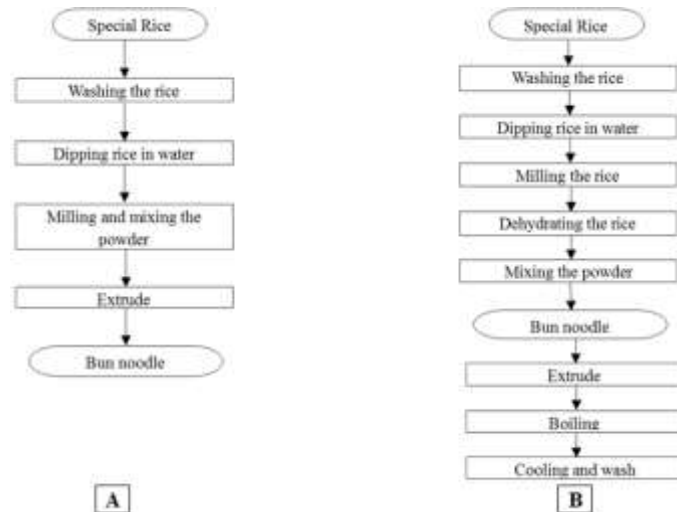 Special Rice
Washing the rice
Dipping rice in water
Milling and mixing the
powder
Extrude
Bun noodle
A
Special Rice
Washing the rice
Dipping rice in water
Milling the rice
Dehydrating the rice
Mixing the powder
Bun noodle
Extrude
Boiling
Cooling and wash
B